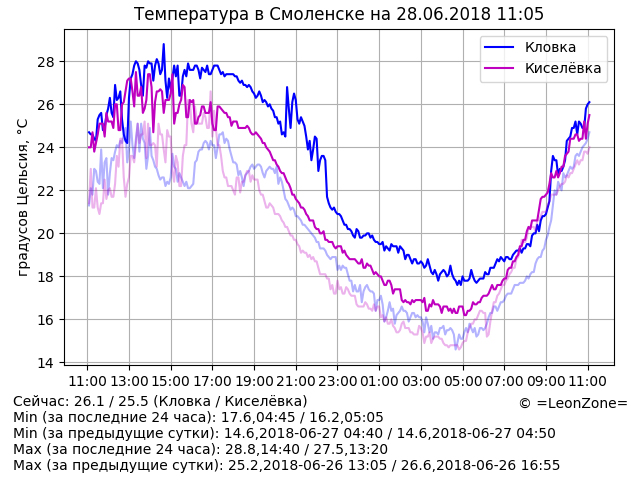 Температура в Смоленске на 28.06.2018 11:05
Кловка
Киселёвка
градусов Цельсия, °C
28
26
24
22
20
18
16
14
11:00 13:00 15:00 17:00 19:00 21:00 23:00 01:00 03:00 05:00 07:00 09:00 11:00
Сейчас: 26.1 / 25.5 (Кловка / Киселёвка)
© =LeonZone=
Min (за последние 24 часа): 17.6,04:45 / 16.2,05:05
Min (за предыдущие сутки): 14.6,2018-06-27 04:40 / 14.6,2018-06-27 04:50
Max (за последние 24 часа): 28.8,14:40 / 27.5,13:20
Max (за предыдущие сутки): 25.2,2018-06-26 13:05 / 26.6,2018-06-26 16:55